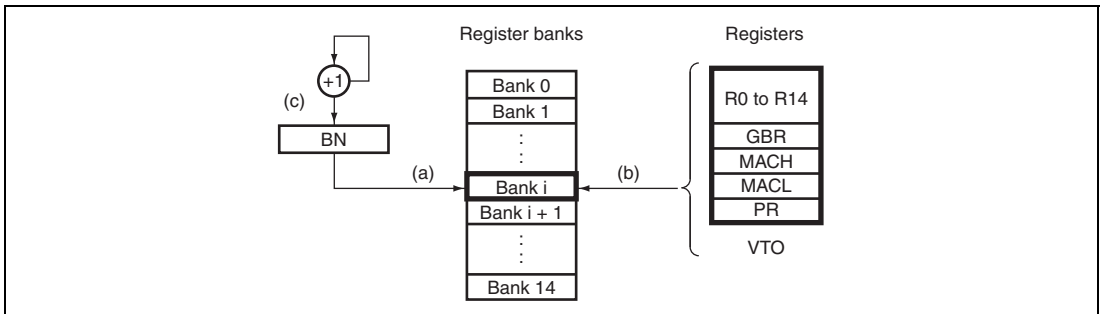 Register banks
Registers
+1
(c)
BN
(a)
Bank 0
Bank 1
:
:
Bank i
Bank i + 1
:
:
Bank 14
(b)
R0 to R14
GBR
MACH
MACL
PR
VTO